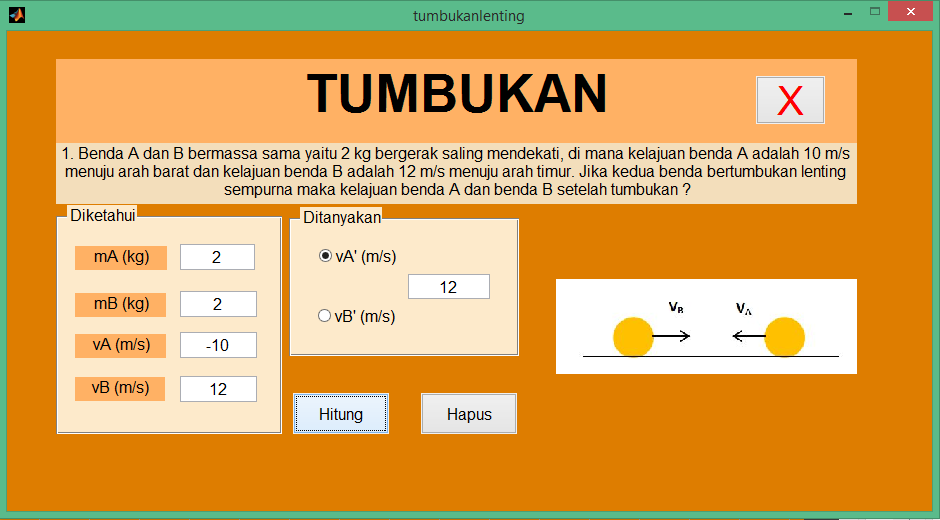 tumbukanlenting
TUMBUKAN
X
1. Benda A dan B bermassa sama yaitu 2 kg bergerak saling mendekati, di mana kelajuan benda A adalah 10 m/s
menuju arah barat dan kelajuan benda B adalah 12 m/s menuju arah timur. Jika kedua benda bertumbukan lenting
sempurna maka kelajuan benda A dan benda B setelah tumbukan ?
Diketahui
mA (kg) 2
mB (kg) 2
vA (m/s) -10
vB (m/s) 12
Ditanyakan
vA' (m/s)
12
vB' (m/s)
Hitung
Hapus
VB
VA